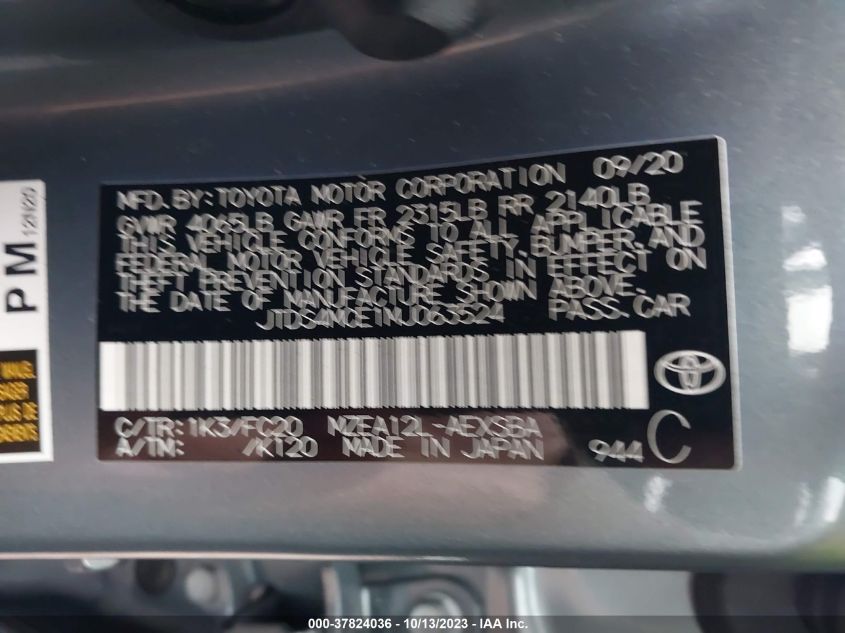 MFD. BY: TOYOTA MOTOR CORPORATION 09/20
GVWR 4065LB GAWR FR 2315LB RR 2140LB
THIS VEHICLE CONFORMS TO ALL APPLICABLE
FEDERAL MOTOR VEHICLE SAFETY, BUMPER, AND
THEFT PREVENTION STANDARDS IN EFFECT ON
THE DATE OF MANUFACTURE SHOWN ABOVE.
JTDS4MCE1NJ063524 PASS.CAR
C/TR: 1K3/FC20 MZEA12L-AEXSBA
A/TM: /K120 MADE IN JAPAN 944 C
PM
12H20
000-37824036 - 10/13/2023 - IAA Inc.